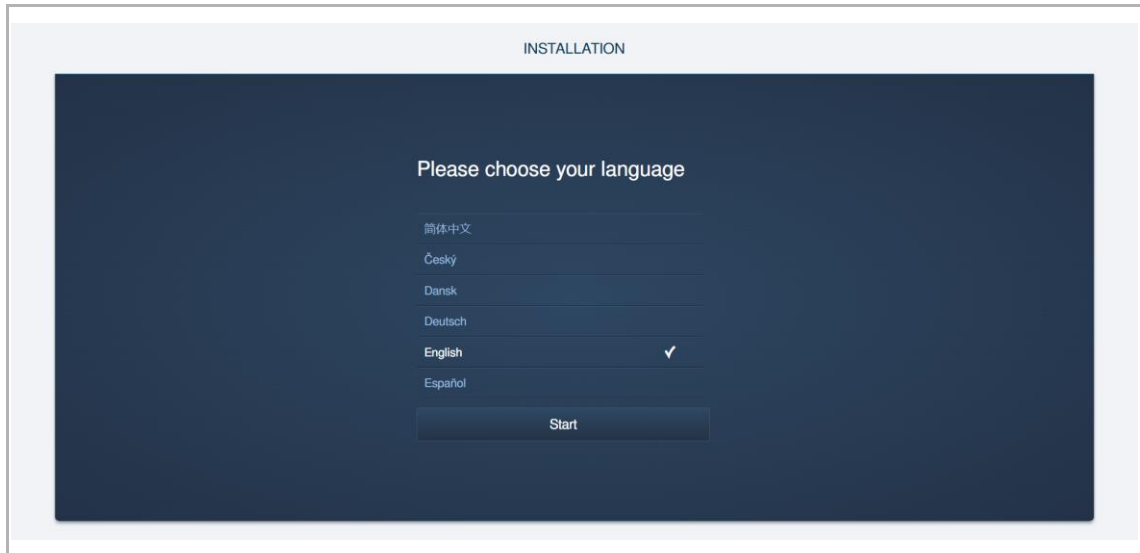 INSTALLATION
Please choose your language
简体中文
Český
Dansk
Deutsch
English
Español
Start